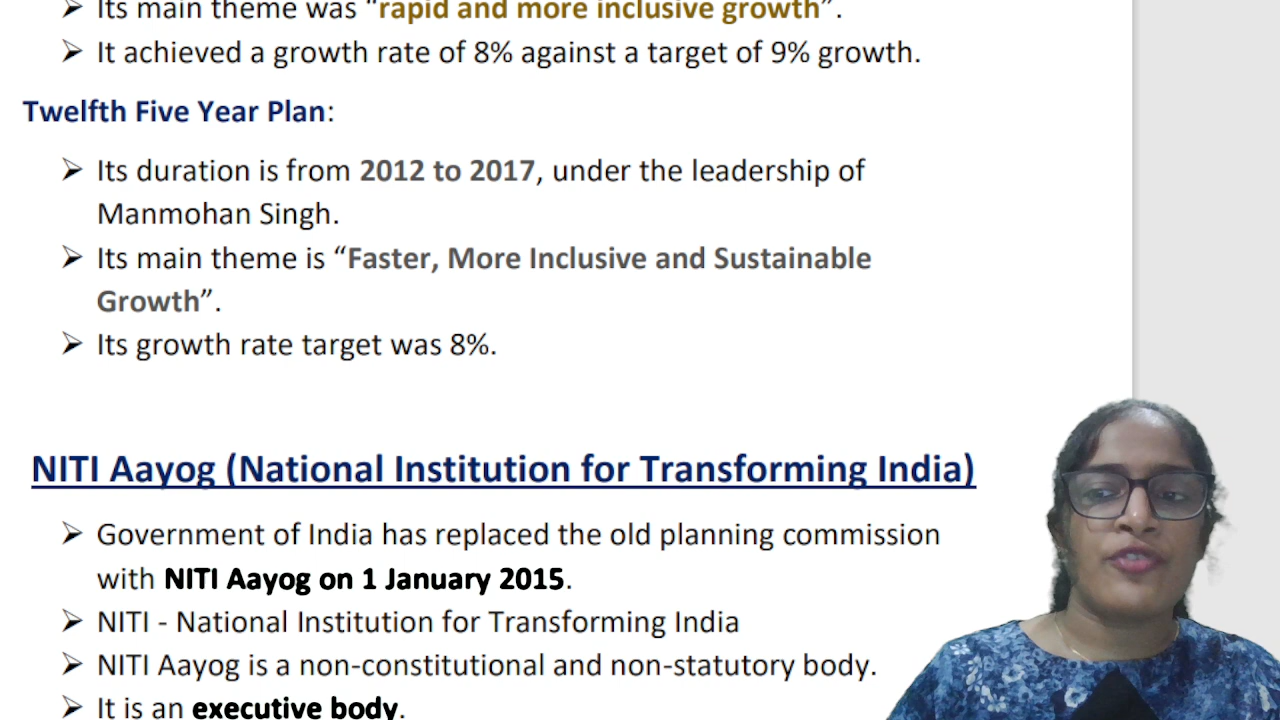 ➢ Its main theme was “rapid and more inclusive growth”.
➢ It achieved a growth rate of 8% against a target of 9% growth.
Twelfth Five Year Plan:
➢ Its duration is from 2012 to 2017, under the leadership of
Manmohan Singh.
➢ Its main theme is “Faster, More Inclusive and Sustainable
Growth”.
➢ Its growth rate target was 8%.
NITI Aayog (National Institution for Transforming India)
➢ Government of India has replaced the old planning commission
with NITI Aayog on 1 January 2015.
➢ NITI - National Institution for Transforming India
➢ NITI Aayog is a non-constitutional and non-statutory body.
➢ It is an executive body.